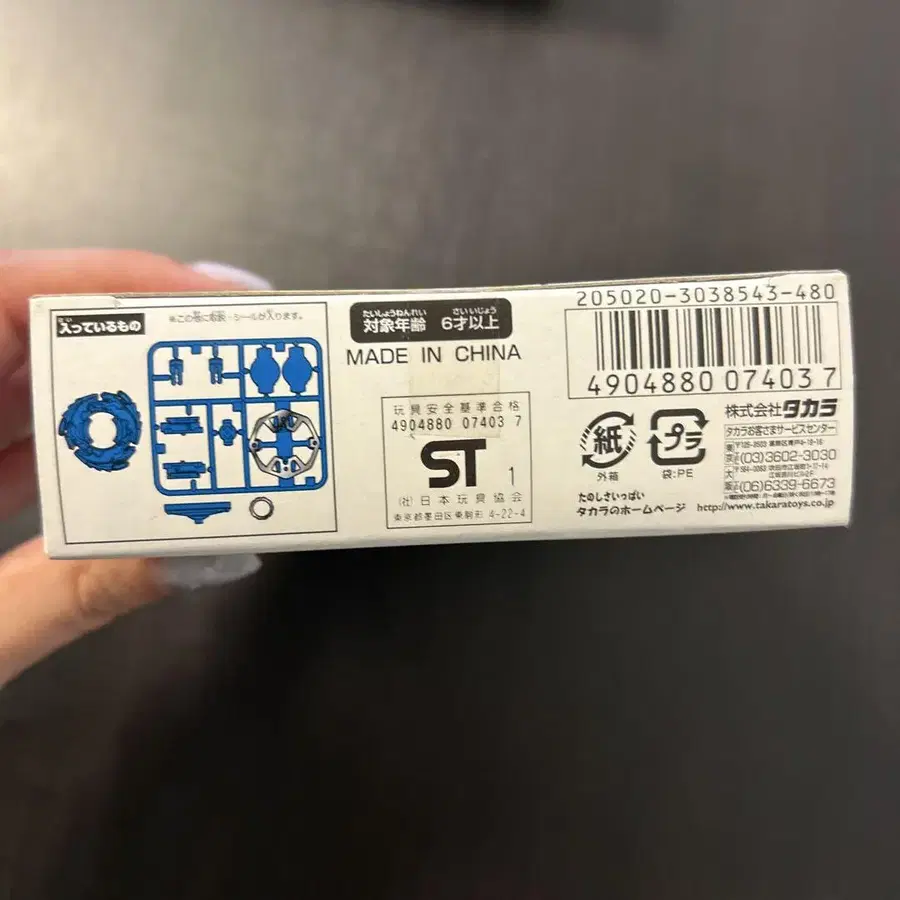 入っているもの
※この他に説明・シールが入ります。
たいしょうねんれい さいいじょう
対象年齢 6才以上
MADE IN CHINA
玩具安全基準合格
4904880 07403 7
ST 1
(社)日本玩具協会
東京都墨田区東駒形 4-22-4
205020-3038543-480
4904880 07403 7
紙
外箱
プラ
袋:PE
株式会社タカラ
タカラお客さまサービスセンター
(03)3602-3030
(06)6339-6673
たのしさいっぱい
タカラのホームページ http://www.takaratoys.co.jp